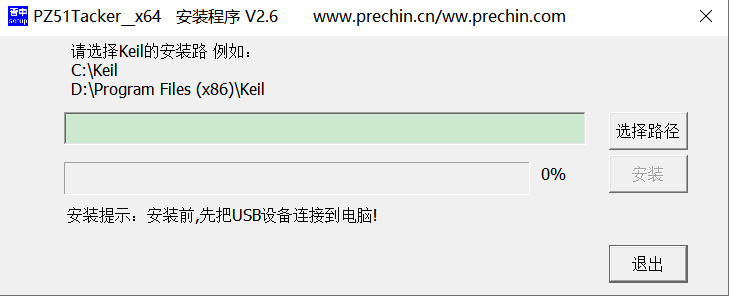 普中 setup PZ51Tacker__x64 安装程序 V2.6 www.prechin.cn/ww.prechin.com
请选择Keil的安装路 例如：
C:\Keil
D:\Program Files (x86)\Keil
选择路径
0%
安装
安装提示：安装前,先把USB设备连接到电脑!
退出